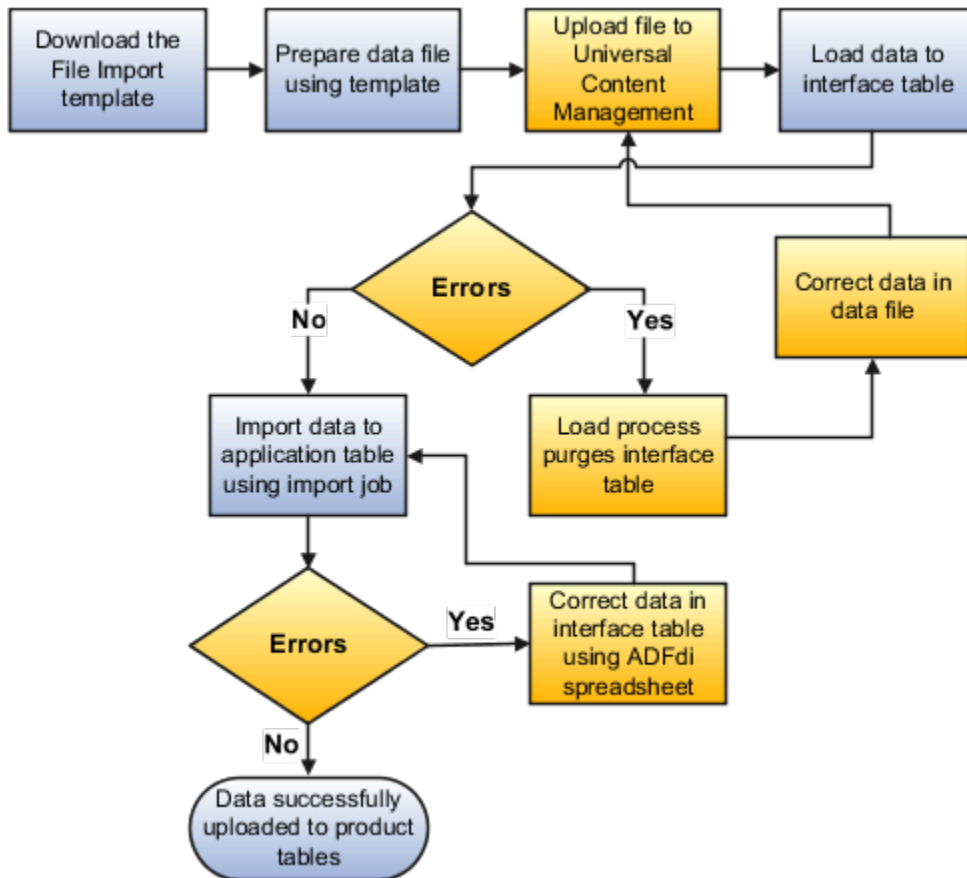 Download the
File Import
template
Prepare data file
using template
Upload file to
Universal
Content
Management
Load data to
interface table
Errors
No
Yes
Correct data in
data file
Import data to
application table
using import job
Load process
purges interface
table
Errors
Yes
Correct data in
interface table
using ADFdi
spreadsheet
No
Data successfully
uploaded to product
tables